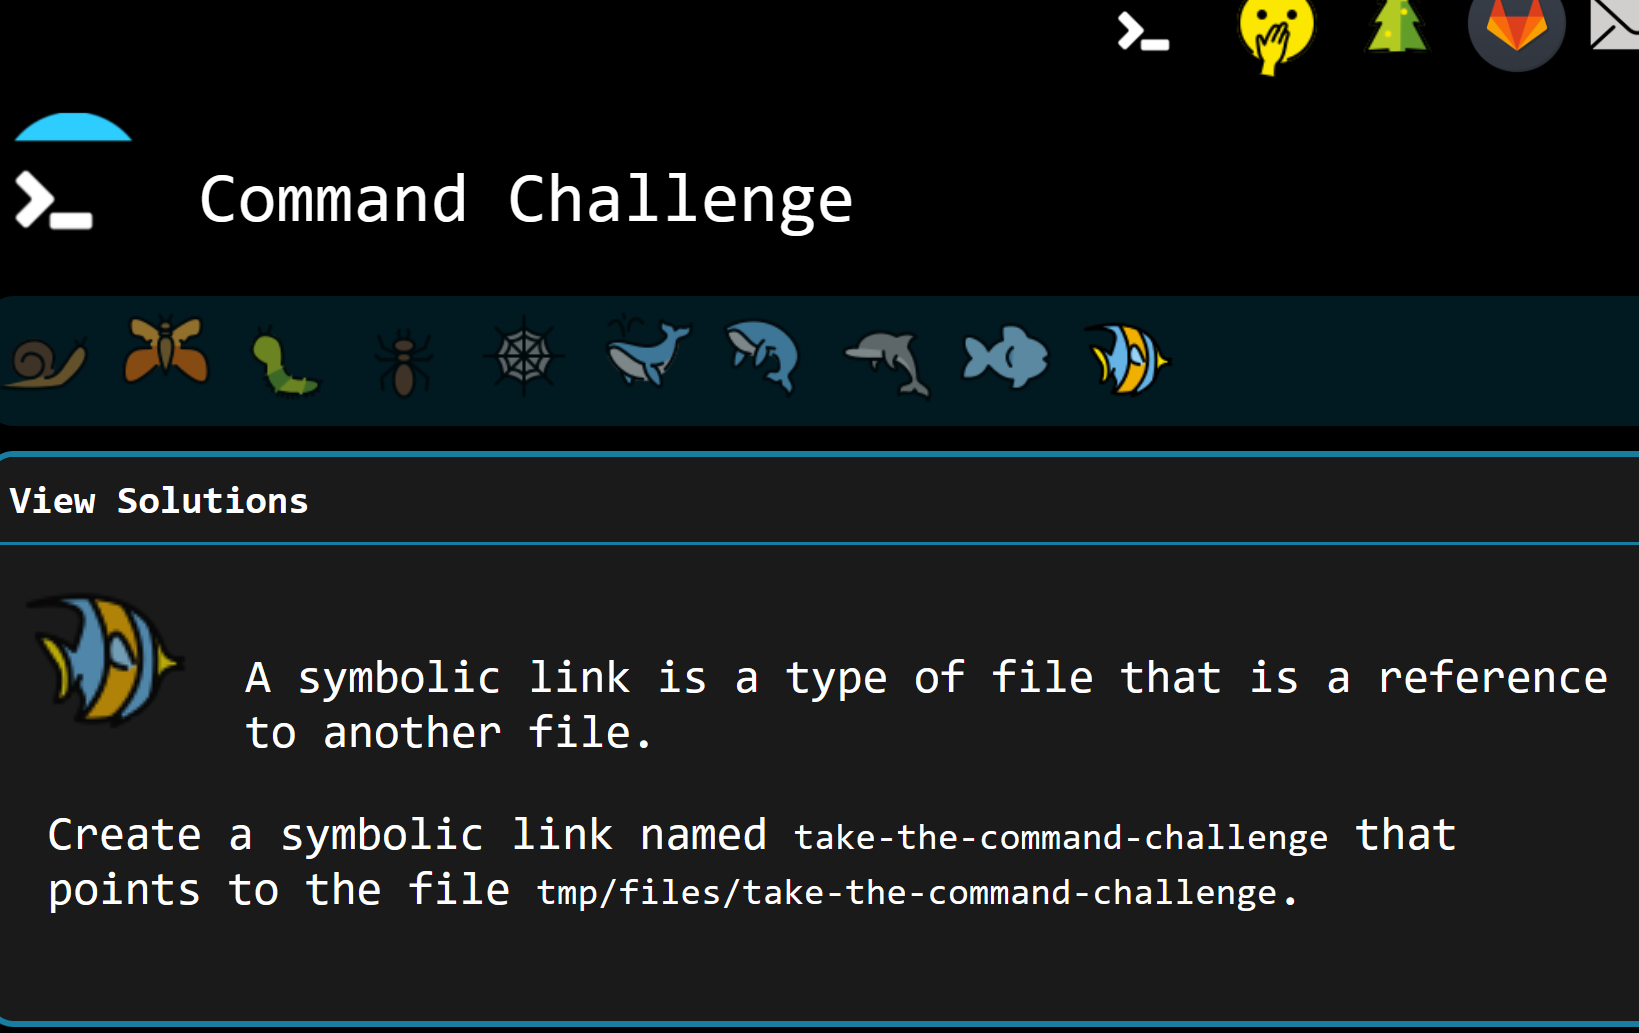 Command Challenge
View Solutions
A symbolic link is a type of file that is a reference
to another file.
Create a symbolic link named take-the-command-challenge that
points to the file tmp/files/take-the-command-challenge.